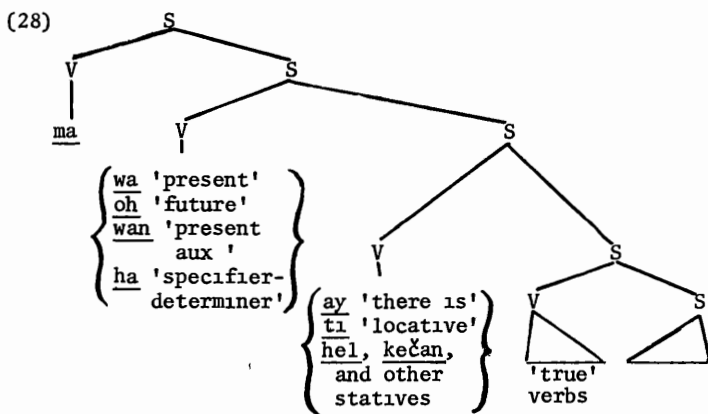 (28)
S
V S
ma V S
wa 'present'
oh 'future'
wan 'present
aux '
ha 'specifier-
determiner'
V S
ay 'there is'
ti 'locative'
hel, kečan,
and other
statives
V S
'true'
verbs